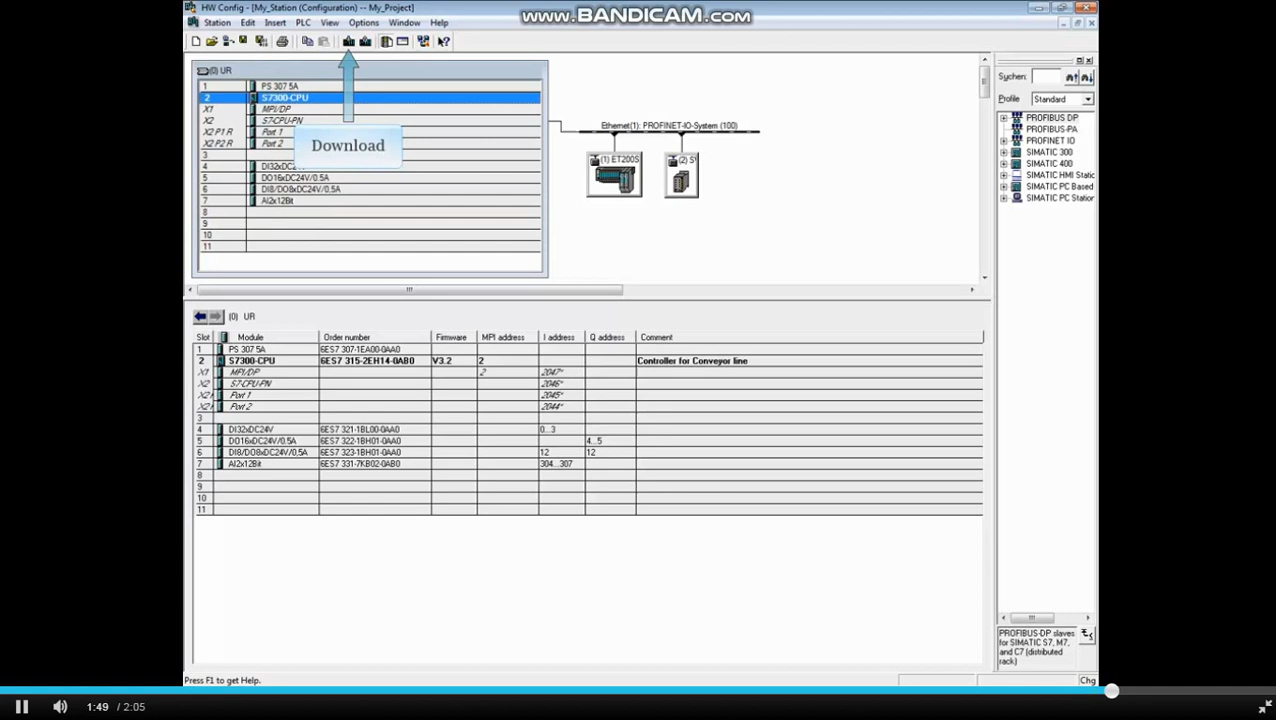 HW Config - [My_Station (Configuration) -- My_Project]
www.BANDICAM.com
Station Edit Insert PLC View Options Window Help
(0) UR
1 PS 307 5A
2 S7300-CPU
X1 MPI/DP
X2 S7-CPU-PN
X2 P1 R Port 1
X2 P2 R Port 2
3
4 DI32xDC2
5 DO16xDC24V/0.5A
6 DI8/DO8xDC24V/0,5A
7 AI2x12Bit
8
9
10
11
Download
Ethernet(1): PROFINET-IO-System (100)
(1) ET200S
(2) S
Suchen:
Profile Standard
PROFIBUS DP
PROFIBUS-PA
PROFINET IO
SIMATIC 300
SIMATIC 400
SIMATIC HMI Static
SIMATIC PC Based
SIMATIC PC Station
(0) UR
Slot Module Order number Firmware MPI address I address Q address Comment
1 PS 307 5A 6ES7 307-1EA00-0AA0
2 S7300-CPU 6ES7 315-2EH14-0AB0 V3.2 2 Controller for Conveyor line
X1 MPI/DP 2 2047*
X2 S7-CPU-PN 2046*
X2 Port 1 2045*
X2 Port 2 2044*
3
4 DI32xDC24V 6ES7 321-1BL00-0AA0 0...3
5 DO16xDC24V/0.5A 6ES7 322-1BH01-0AA0 4...5
6 DI8/DO8xDC24V/0,5A 6ES7 323-1BH01-0AA0 12 12
7 AI2x12Bit 6ES7 331-7KB02-0AB0 304...307
8
9
10
11
PROFIBUS-DP slaves
for SIMATIC S7, M7,
and C7 (distributed
rack)
Press F1 to get Help.
Chg
1:49 / 2:05